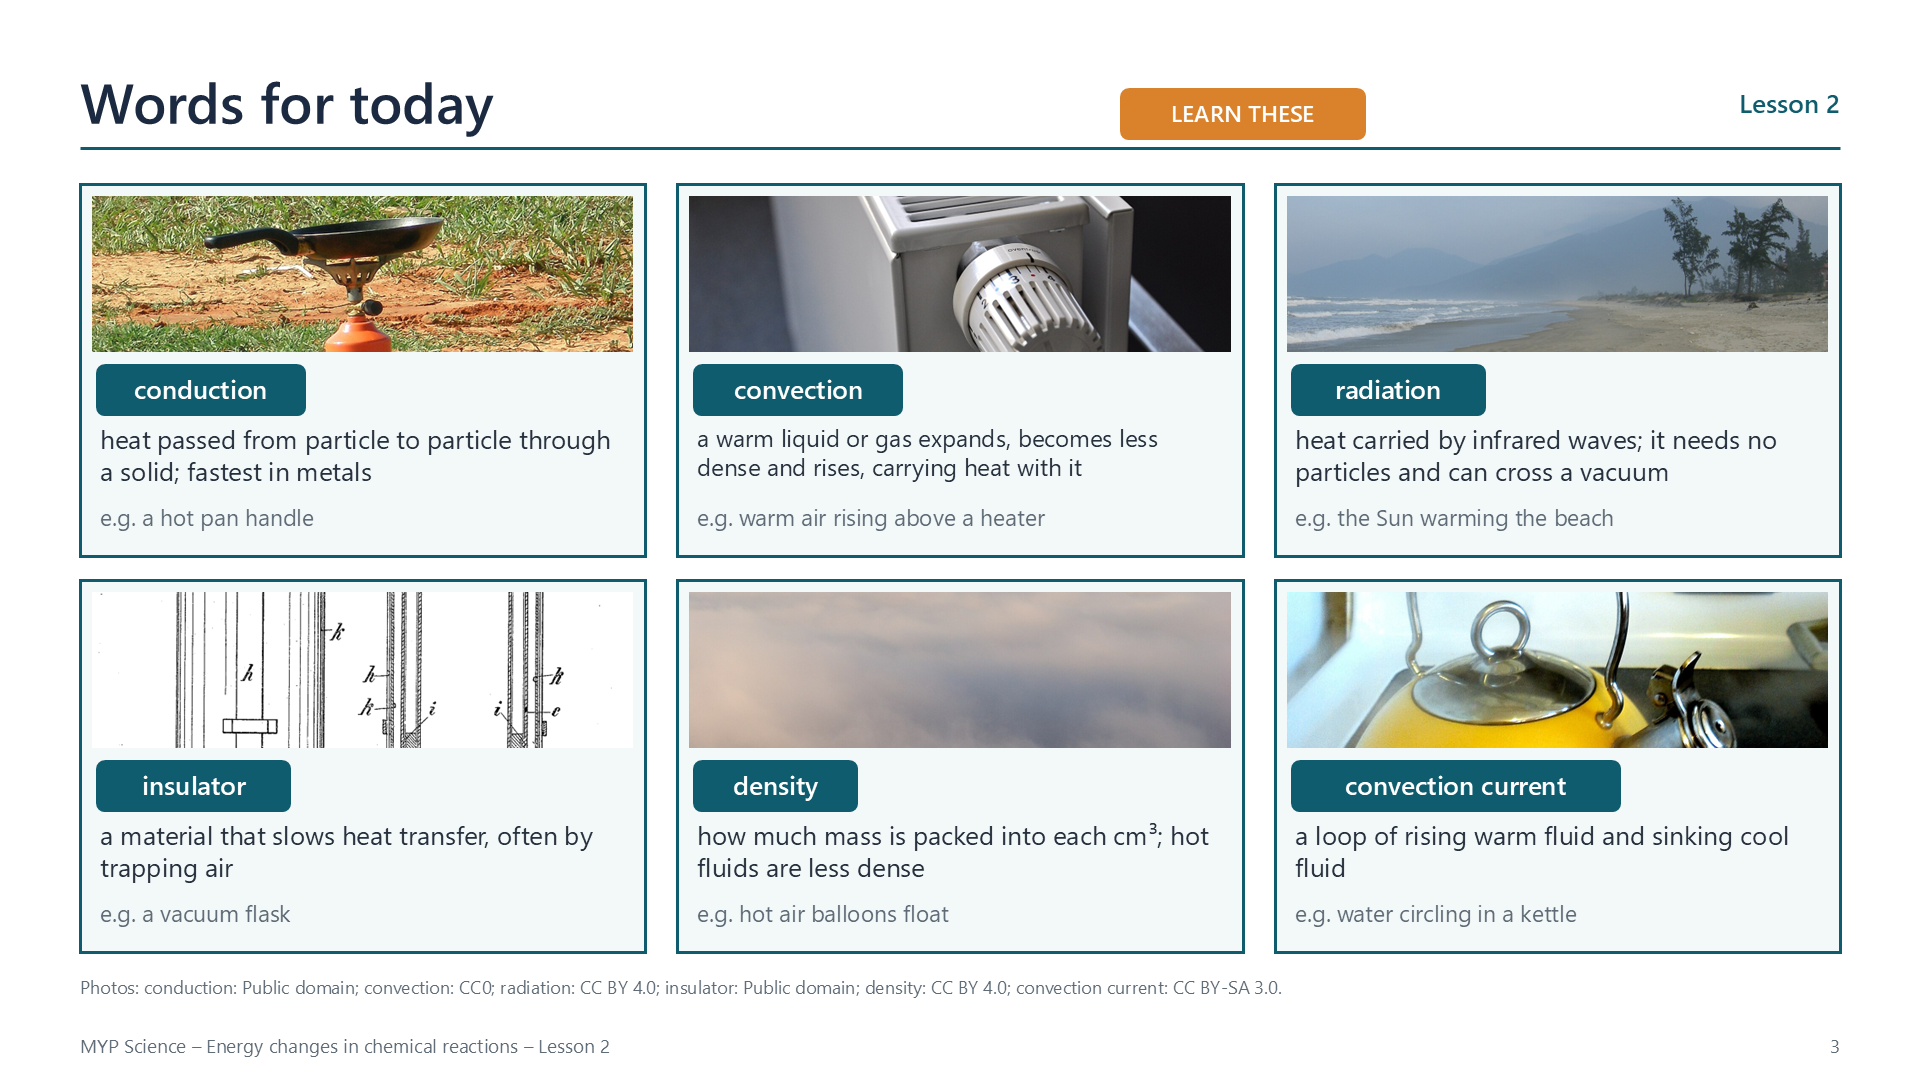 Words for today
LEARN THESE
Lesson 2
conduction
heat passed from particle to particle through
a solid; fastest in metals
e.g. a hot pan handle
convection
a warm liquid or gas expands, becomes less
dense and rises, carrying heat with it
e.g. warm air rising above a heater
radiation
heat carried by infrared waves; it needs no
particles and can cross a vacuum
e.g. the Sun warming the beach
h
k
h
k
i
i
k
c
insulator
a material that slows heat transfer, often by
trapping air
e.g. a vacuum flask
density
how much mass is packed into each cm³; hot
fluids are less dense
e.g. hot air balloons float
convection current
a loop of rising warm fluid and sinking cool
fluid
e.g. water circling in a kettle
Photos: conduction: Public domain; convection: CC0; radiation: CC BY 4.0; insulator: Public domain; density: CC BY 4.0; convection current: CC BY-SA 3.0.
MYP Science – Energy changes in chemical reactions – Lesson 2
3